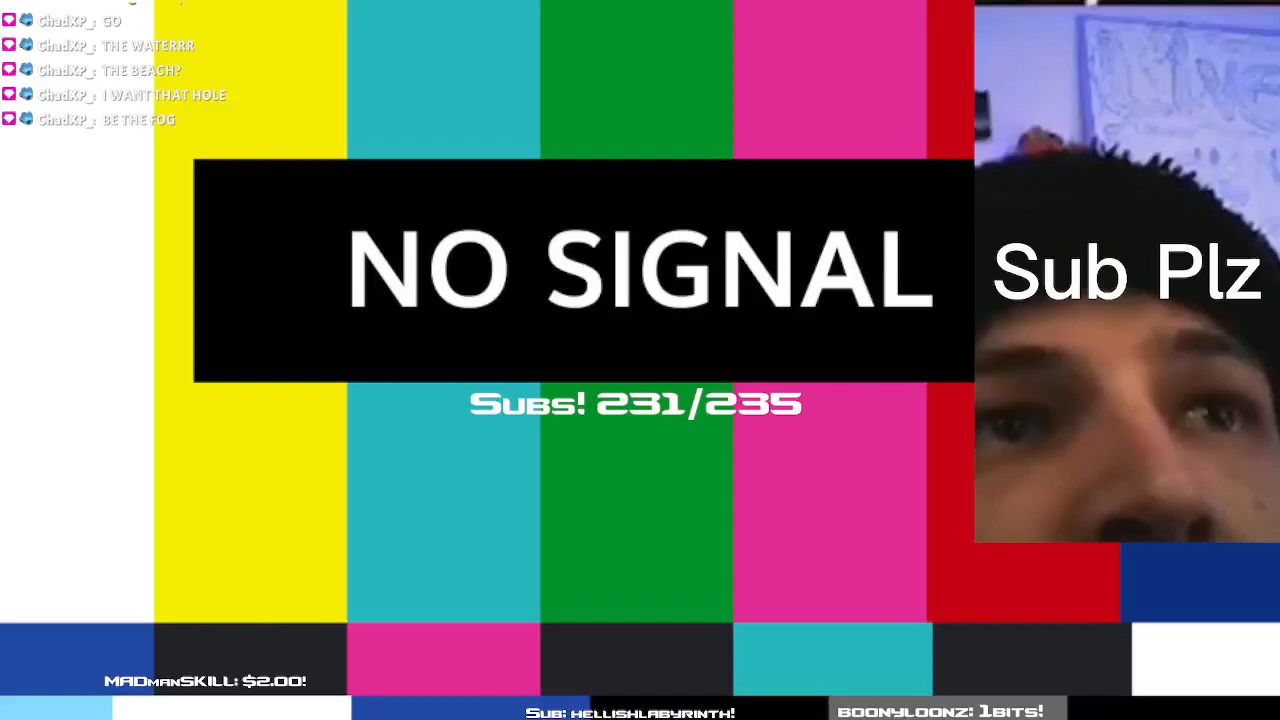 ChadXP_: GO
ChadXP_: THE WATERRR
ChadXP_: THE BEACH?
ChadXP_: I WANT THAT HOLE
ChadXP_: BE THE FOG
NO SIGNAL
Sub Plz
Subs! 231/235
MADmanSKILL: $2.00!
Sub: hellishlabyrinth!
boonyloonz: 1bits!